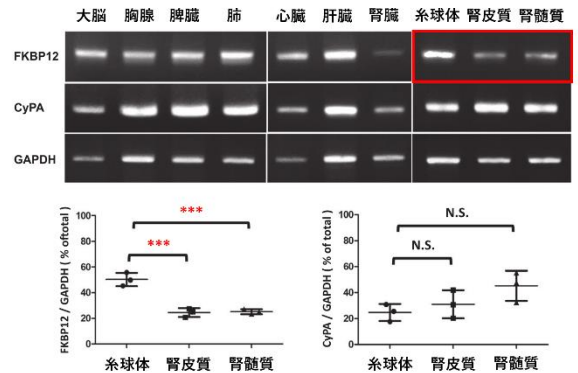 大脳 胸腺 脾臓 肺 心臓 肝臓 腎臓 糸球体 腎皮質 腎髄質
FKBP12
CyPA
GAPDH
FKBP12 / GAPDH ( % oftotal )
100
80
60
40
20
0
***
***
糸球体 腎皮質 腎髄質
CyPA / GAPDH ( % of total )
100
80
60
40
20
0
N.S.
N.S.
糸球体 腎皮質 腎髄質